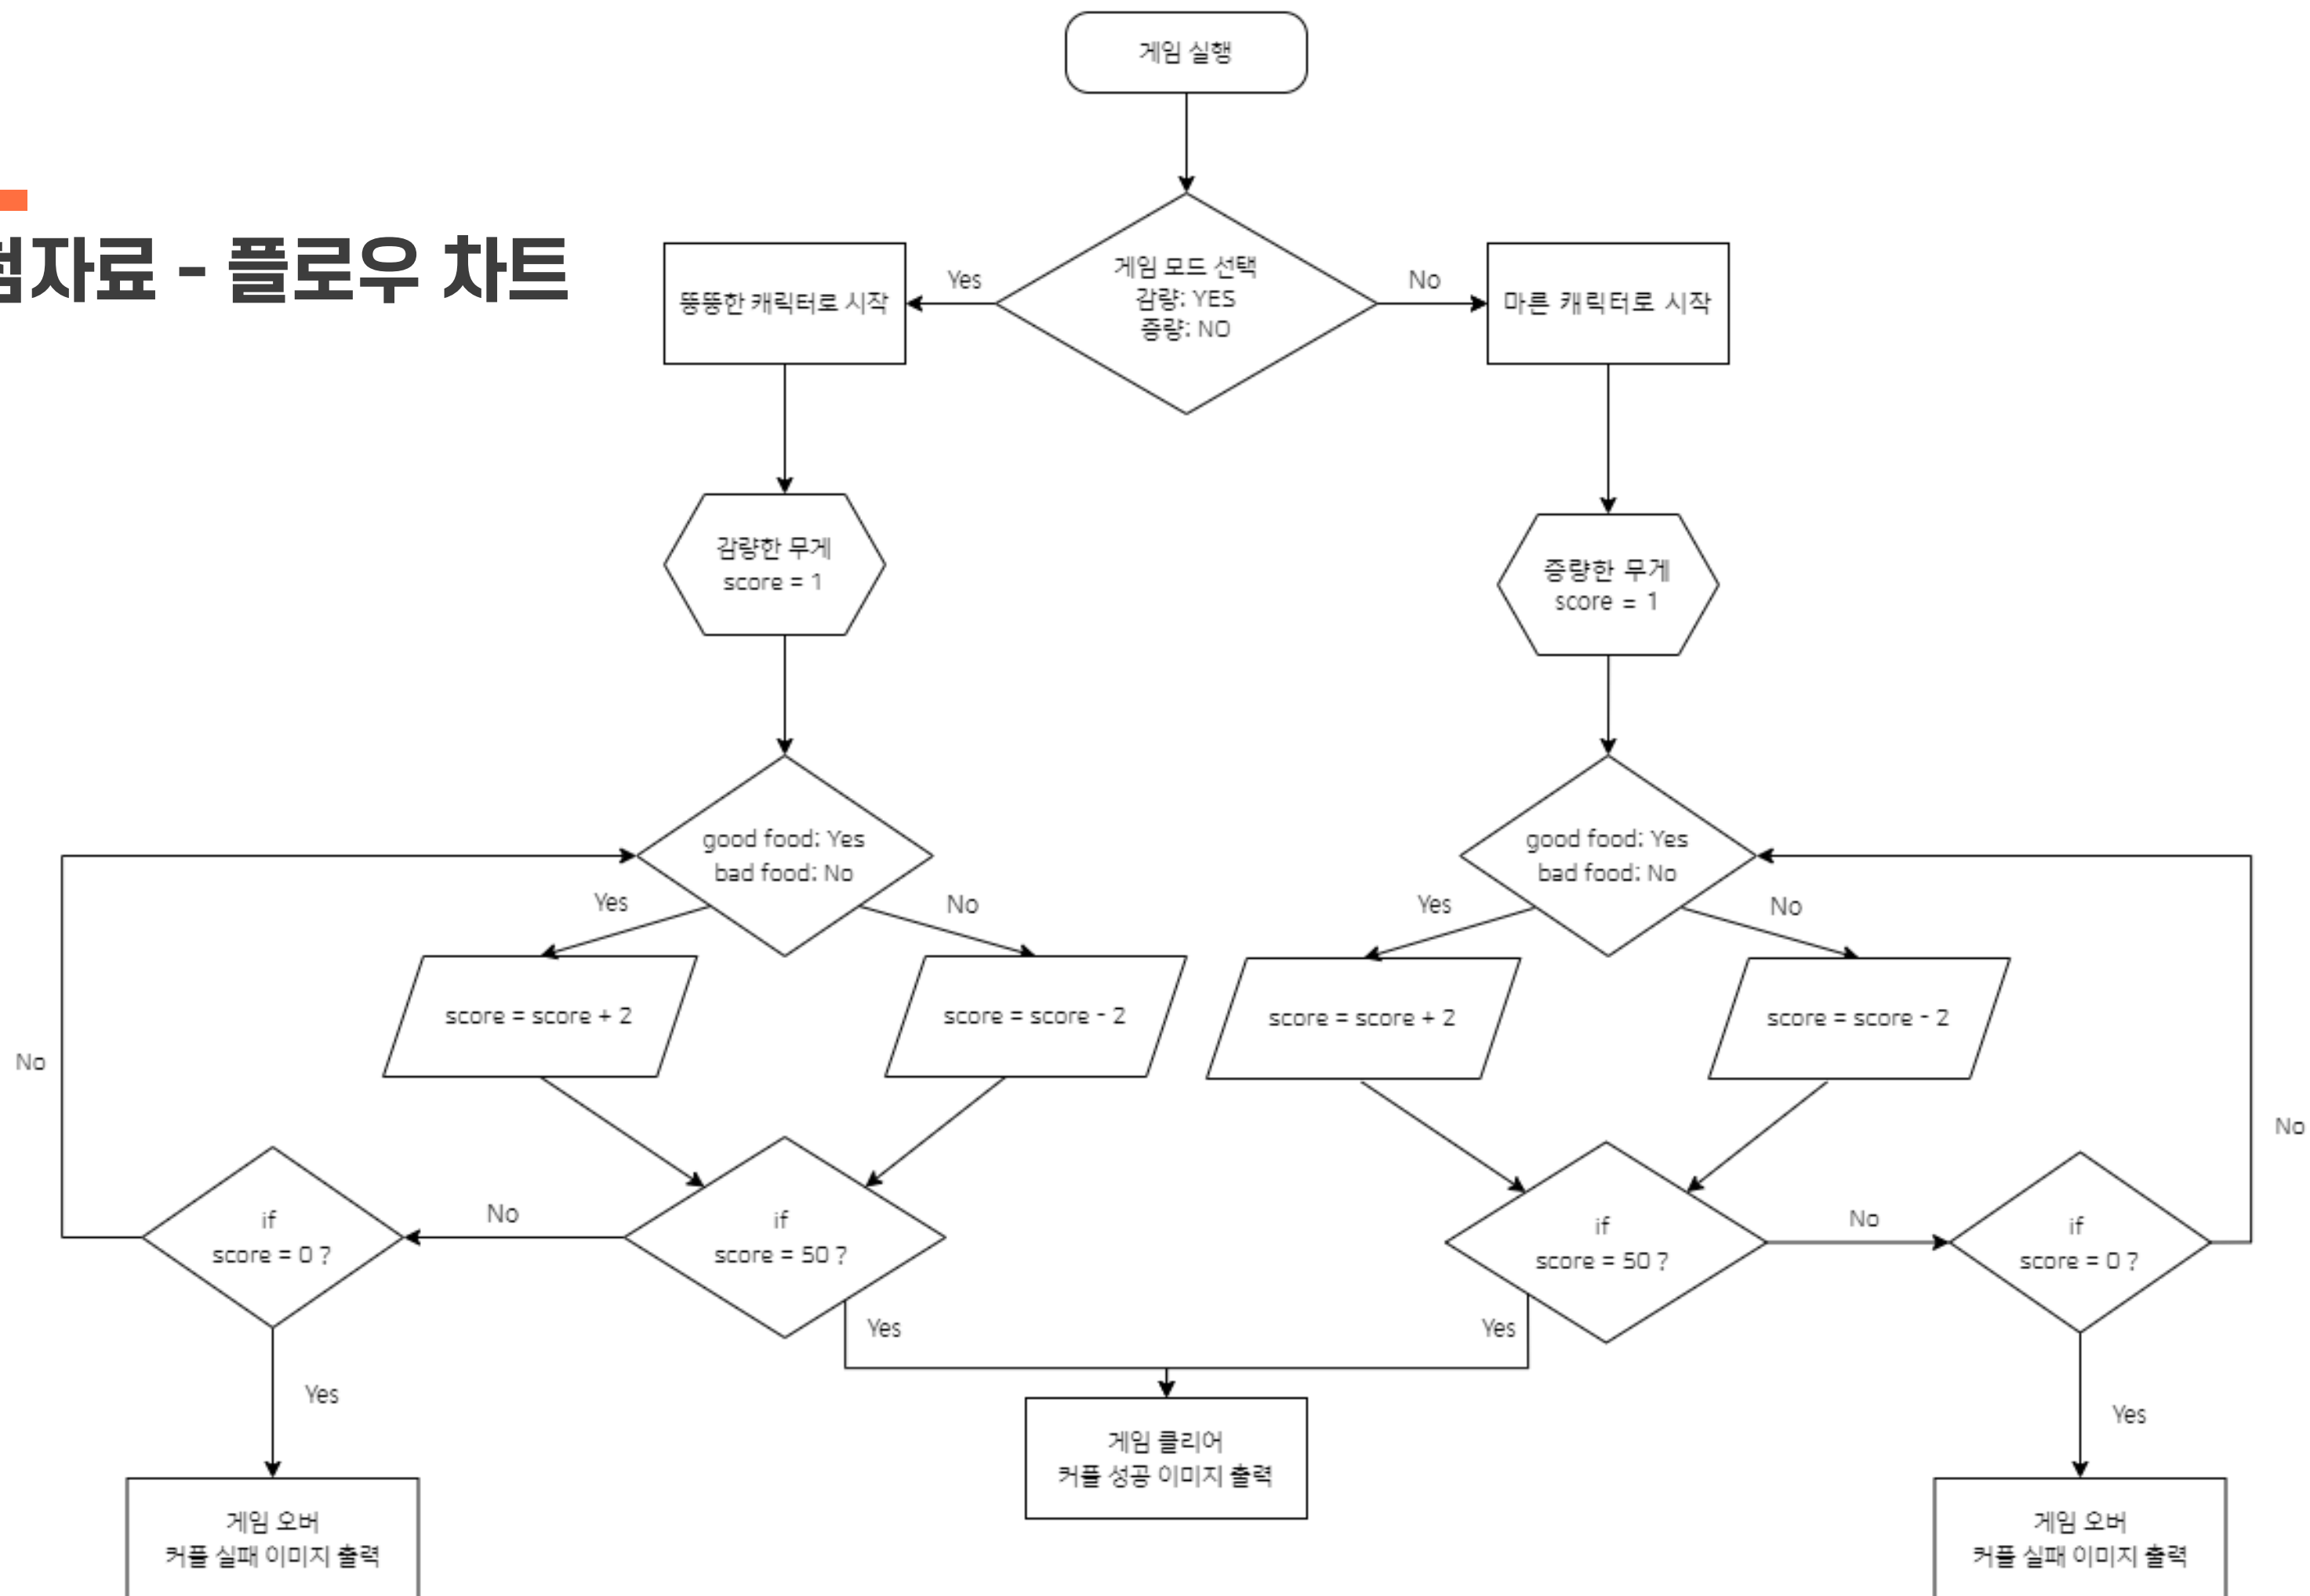 게임 실행
첨자료 - 플로우 차트
뚱뚱한 캐릭터로 시작
Yes
게임 모드 선택
감량: YES
증량: NO
No
마른 캐릭터로 시작
감량한 무게
score = 1
증량한 무게
score = 1
good food: Yes
bad food: No
good food: Yes
bad food: No
Yes
No
Yes
No
score = score + 2
score = score - 2
score = score + 2
score = score - 2
No
No
if
score = 0 ?
No
if
score = 50 ?
if
score = 50 ?
No
if
score = 0 ?
Yes
Yes
Yes
Yes
게임 클리어
커플 성공 이미지 출력
게임 오버
커플 실패 이미지 출력
게임 오버
커플 실패 이미지 출력